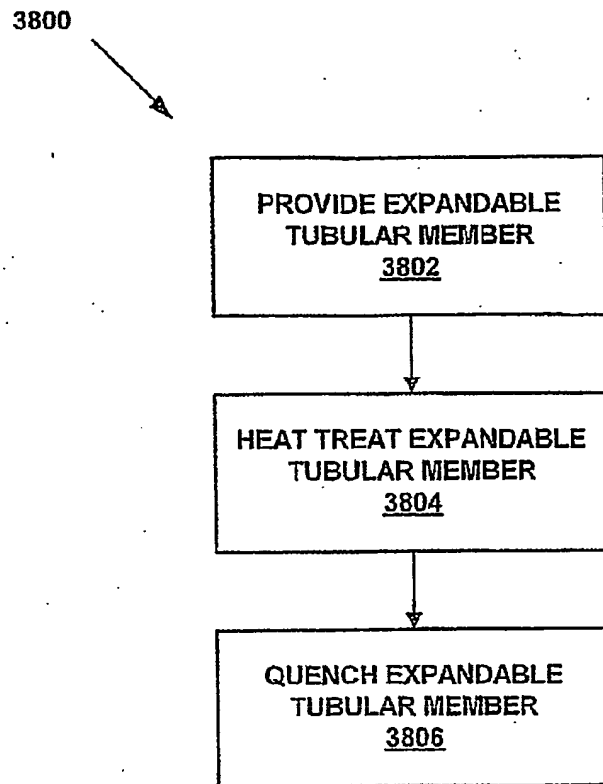 3800
PROVIDE EXPANDABLE
TUBULAR MEMBER
3802
HEAT TREAT EXPANDABLE
TUBULAR MEMBER
3804
QUENCH EXPANDABLE
TUBULAR MEMBER
3806